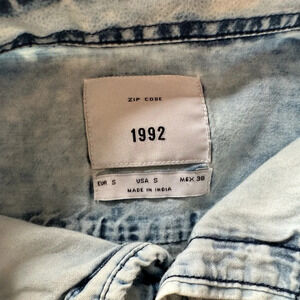 ZIP CODE
1992
EUR S USA S MEX 38
MADE IN INDIA